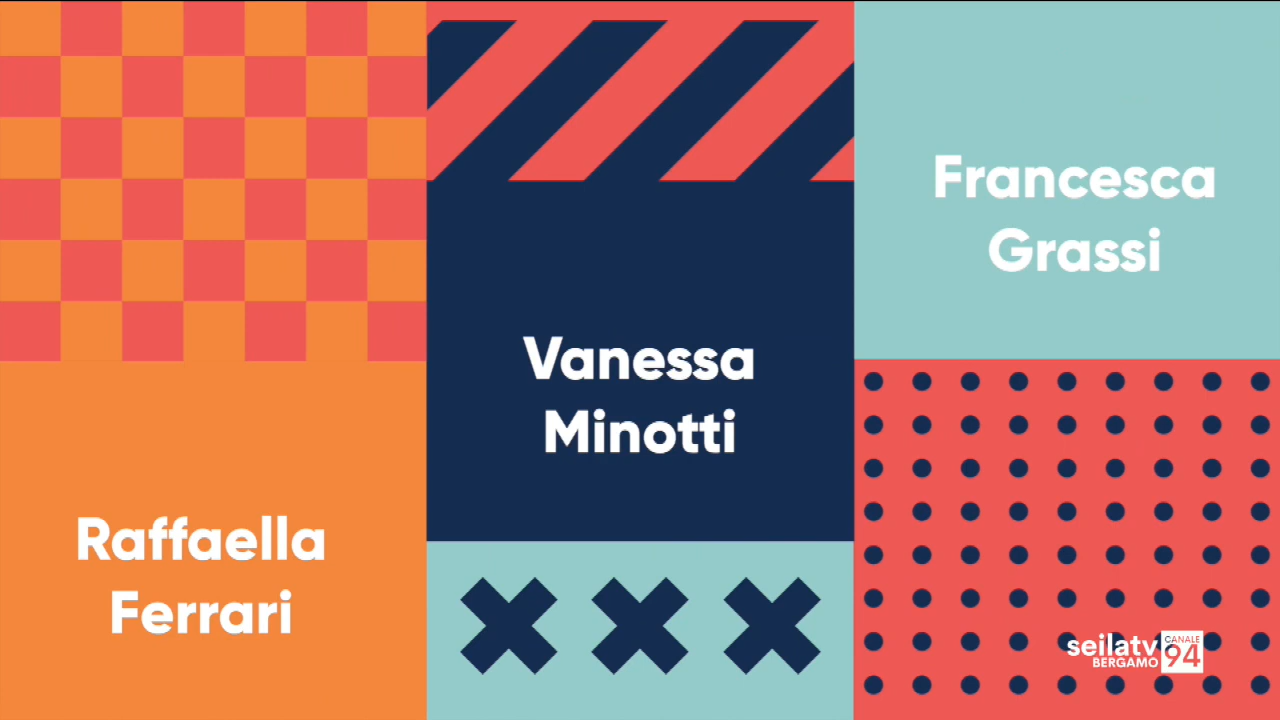 Francesca
Grassi
Vanessa
Minotti
Raffaella
Ferrari
seilatv
BERGAMO
CANALE
94